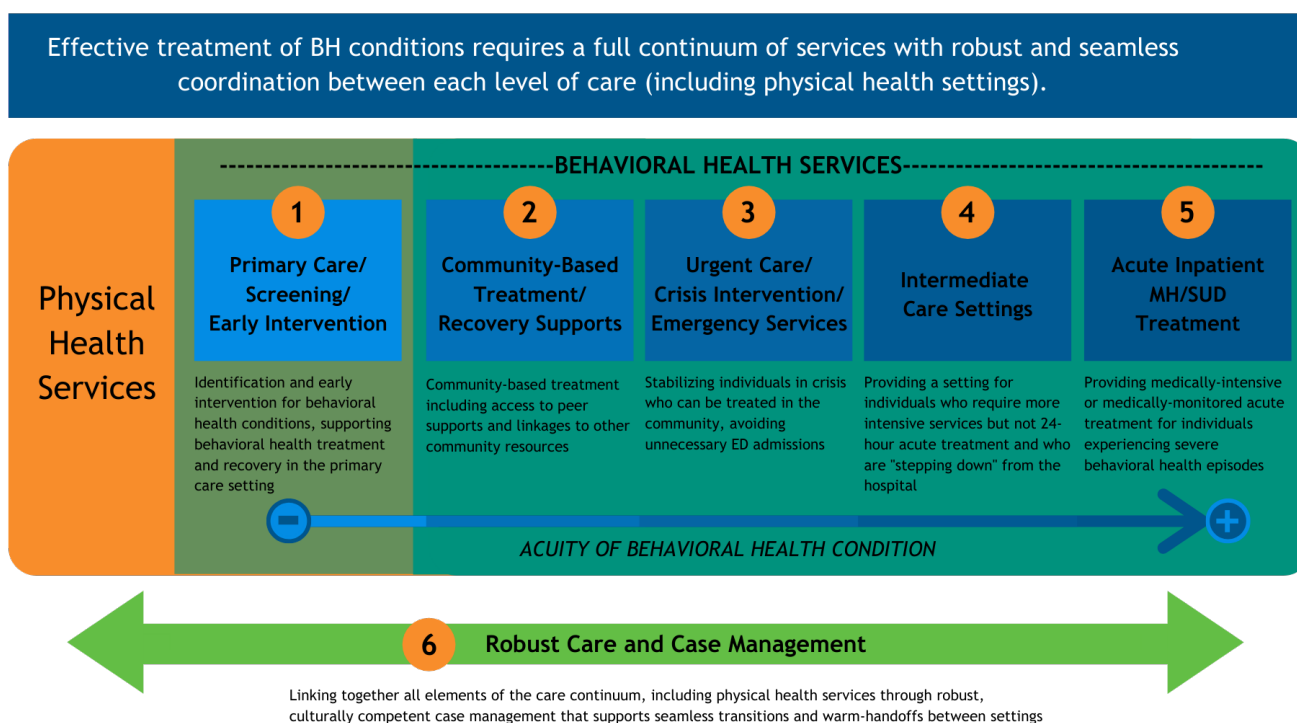 Effective treatment of BH conditions requires a full continuum of services with robust and seamless
coordination between each level of care (including physical health settings).
BEHAVIORAL HEALTH SERVICES
Physical
Health
Services
1
Primary Care/
Screening/
Early Intervention
Identification and early
intervention for behavioral
health conditions, supporting
behavioral health treatment
and recovery in the primary
care setting
2
Community-Based
Treatment/
Recovery Supports
Community-based treatment
including access to peer
supports and linkages to other
community resources
3
Urgent Care/
Crisis Intervention/
Emergency Services
Stabilizing individuals in crisis
who can be treated in the
community, avoiding
unnecessary ED admissions
4
Intermediate
Care Settings
Providing a setting for
individuals who require more
intensive services but not 24-
hour acute treatment and who
are "stepping down" from the
hospital
5
Acute Inpatient
MH/SUD
Treatment
Providing medically-intensive
or medically-monitored acute
treatment for individuals
experiencing severe
behavioral health episodes
ACUITY OF BEHAVIORAL HEALTH CONDITION
6
Robust Care and Case Management
Linking together all elements of the care continuum, including physical health services through robust,
culturally competent case management that supports seamless transitions and warm-handoffs between settings